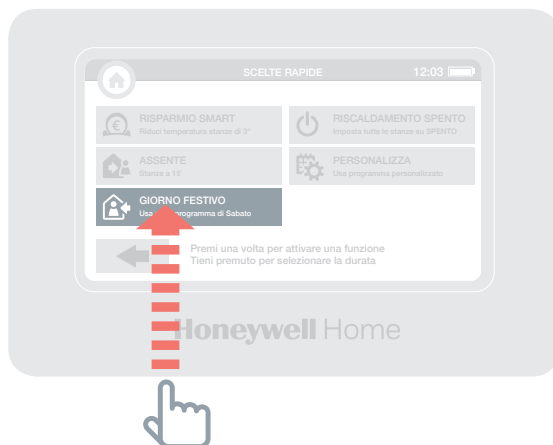 SCELTE RAPIDE 12:03
RISPARMIO SMART
Riduci temperatura stanze di 3°
RISCALDAMENTO SPENTO
Imposta tutte le stanze su SPENTO
ASSENTE
Stanze a 15°
PERSONALIZZA
Usa programma personalizzato
GIORNO FESTIVO
Usa programma di Sabato
Premi una volta per attivare una funzione
Tieni premuto per selezionare la durata
Honeywell Home